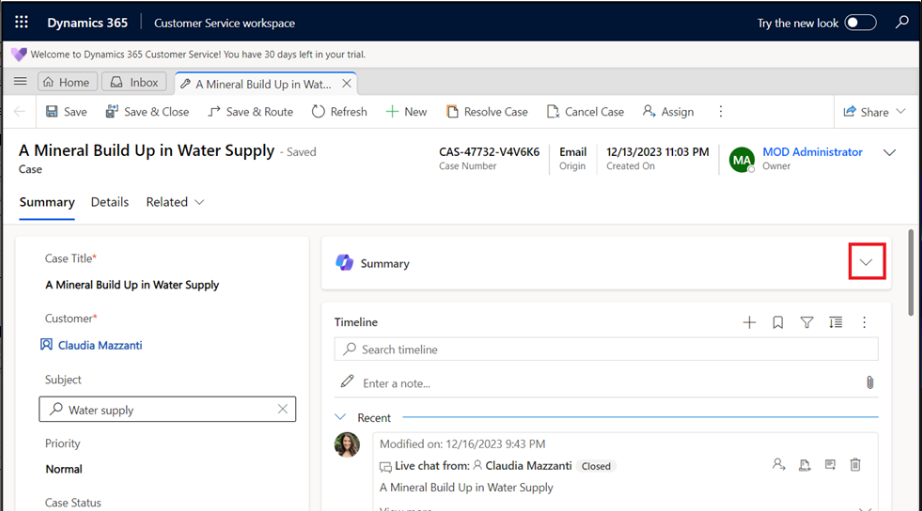 Dynamics 365 Customer Service workspace Try the new look
Welcome to Dynamics 365 Customer Service! You have 30 days left in your trial.
Home Inbox A Mineral Build Up in Wat...
Save Save & Close Save & Route Refresh New Resolve Case Cancel Case Assign Share
A Mineral Build Up in Water Supply - Saved
Case
CAS-47732-V4V6K6
Case Number
Email
Origin
12/13/2023 11:03 PM
Created On
MA
MOD Administrator
Owner
Summary Details Related
Case Title*
A Mineral Build Up in Water Supply
Customer*
Claudia Mazzanti
Subject
Water supply
Priority
Normal
Case Status
Summary
Timeline
Search timeline
Enter a note...
Recent
Modified on: 12/16/2023 9:43 PM
Live chat from: Claudia Mazzanti Closed
A Mineral Build Up in Water Supply
View more